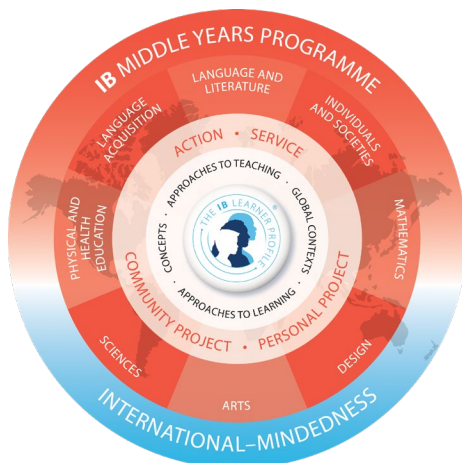 IB MIDDLE YEARS PROGRAMME
LANGUAGE AND
LITERATURE
INDIVIDUALS
AND SOCIETIES
MATHEMATICS
DESIGN
ARTS
SCIENCES
PHYSICAL AND
HEALTH
EDUCATION
LANGUAGE
ACQUISITION
ACTION • SERVICE
COMMUNITY PROJECT • PERSONAL PROJECT
APPROACHES TO TEACHING •
GLOBAL CONTEXTS •
APPROACHES TO LEARNING •
CONCEPTS •
THE IB LEARNER PROFILE
®
INTERNATIONAL–MINDEDNESS